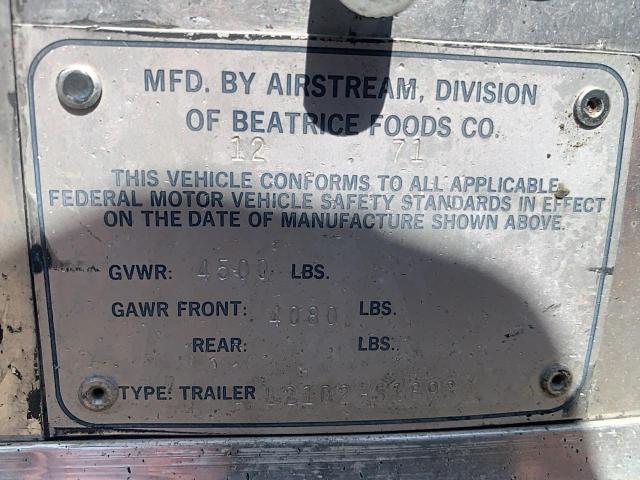 MFD. BY AIRSTREAM, DIVISION
OF BEATRICE FOODS CO.
12 71
THIS VEHICLE CONFORMS TO ALL APPLICABLE
FEDERAL MOTOR VEHICLE SAFETY STANDARDS IN EFFECT
ON THE DATE OF MANUFACTURE SHOWN ABOVE.
GVWR: 4500 LBS.
GAWR FRONT: 4080 LBS.
REAR: LBS.
TYPE: TRAILER